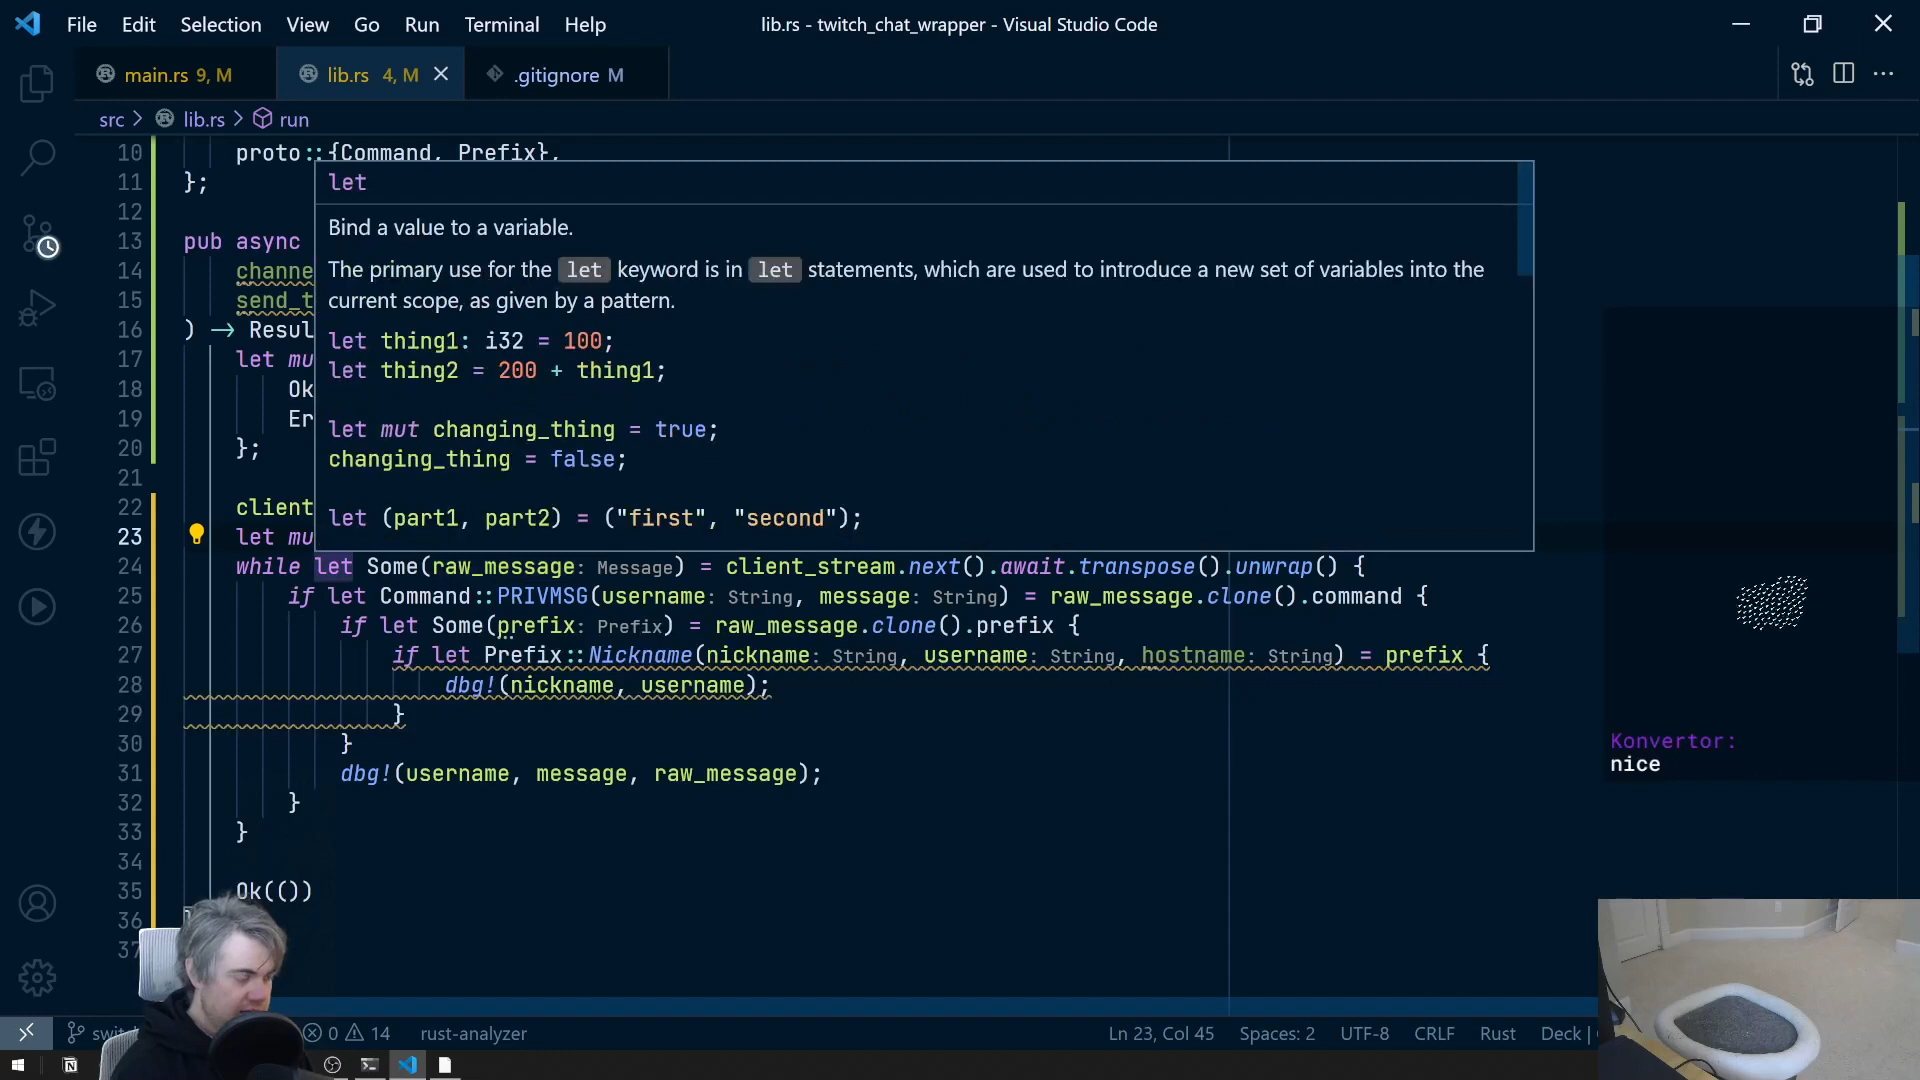 File Edit Selection View Go Run Terminal Help
lib.rs - twitch_chat_wrapper - Visual Studio Code
main.rs 9, M
lib.rs 4, M
.gitignore M
src > lib.rs > run
10 proto::{Command, Prefix},
11 };
12
13 pub async
14 channe
15 send_t
16 ) -> Resul
17 let mu
18 Ok
19 Er
20 };
21
22 client
23 let mu
let
Bind a value to a variable.
The primary use for the let keyword is in let statements, which are used to introduce a new set of variables into the
current scope, as given by a pattern.
let thing1: i32 = 100;
let thing2 = 200 + thing1;
let mut changing_thing = true;
changing_thing = false;
let (part1, part2) = ("first", "second");
24 while let Some(raw_message: Message) = client_stream.next().await.transpose().unwrap() {
25 if let Command::PRIVMSG(username: String, message: String) = raw_message.clone().command {
26 if let Some(prefix: Prefix) = raw_message.clone().prefix {
27 if let Prefix::Nickname(nickname: String, username: String, hostname: String) = prefix {
28 dbg!(nickname, username);
29 }
30 }
31 dbg!(username, message, raw_message);
32 }
33 }
34
35 Ok(())
36
37
Konvertor:
nice
0 14 rust-analyzer
Ln 23, Col 45 Spaces: 2 UTF-8 CRLF Rust Deck |